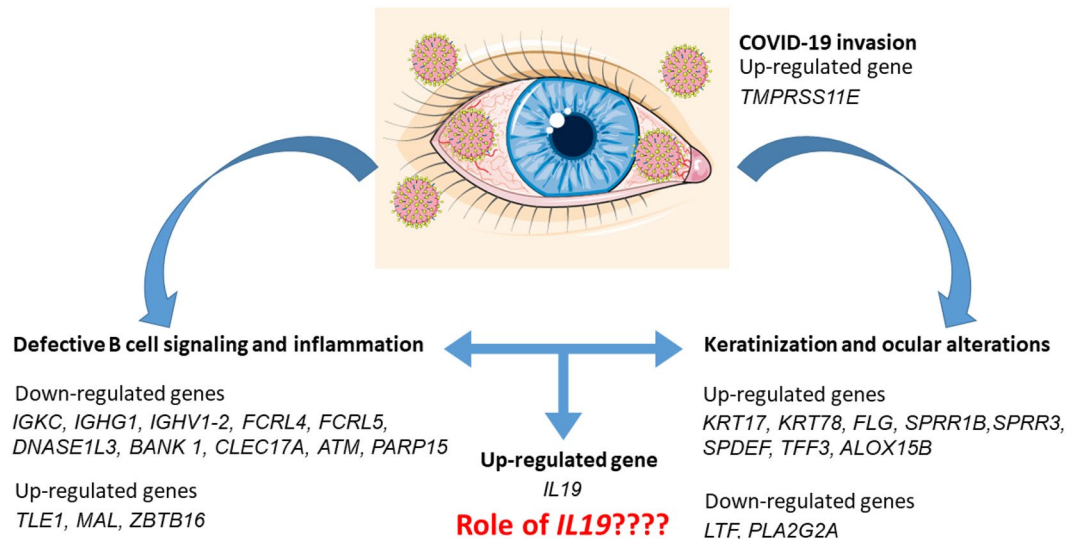 COVID-19 invasion
Up-regulated gene
TMPRSS11E
Defective B cell signaling and inflammation
Down-regulated genes
IGKC, IGHG1, IGHV1-2, FCRL4, FCRL5,
DNASE1L3, BANK 1, CLEC17A, ATM, PARP15
Up-regulated genes
TLE1, MAL, ZBTB16
Up-regulated gene
IL19
Role of IL19????
Keratinization and ocular alterations
Up-regulated genes
KRT17, KRT78, FLG, SPRR1B,SPRR3,
SPDEF, TFF3, ALOX15B
Down-regulated genes
LTF, PLA2G2A